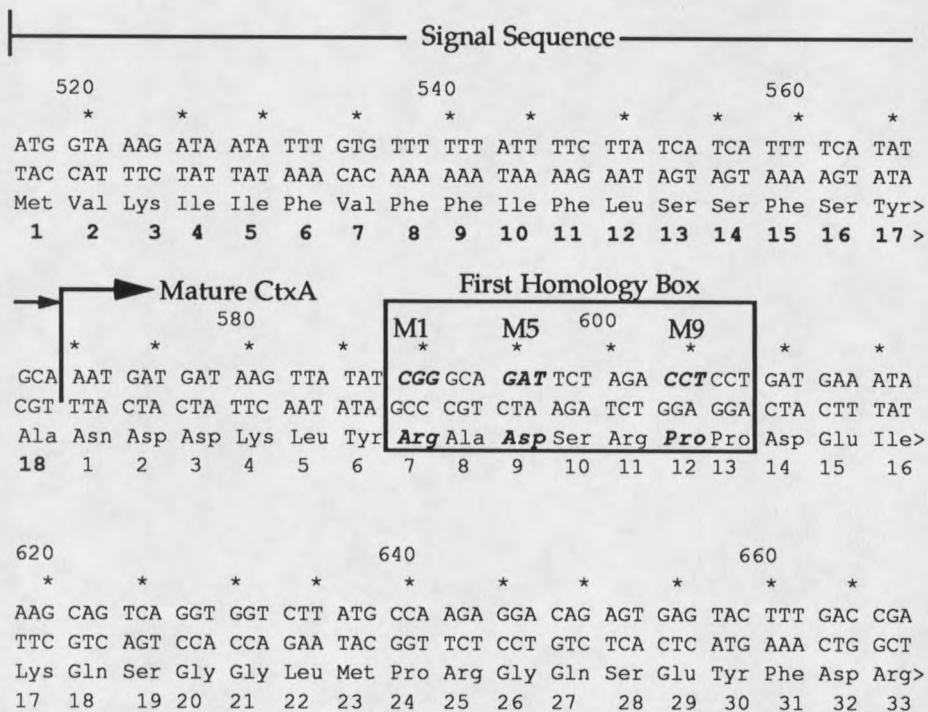 Signal Sequence
520 540 560
* * * * * * * * * *
ATG GTA AAG ATA ATA TTT GTG TTT TTT ATT TTC TTA TCA TCA TTT TCA TAT
TAC CAT TTC TAT TAT AAA CAC AAA AAA TAA AAG AAT AGT AGT AAA AGT ATA
Met Val Lys Ile Ile Phe Val Phe Phe Ile Phe Leu Ser Ser Phe Ser Tyr>
1 2 3 4 5 6 7 8 9 10 11 12 13 14 15 16 17 >
Mature CtxA First Homology Box
580 M1 M5 600 M9
* * * * * * * * * *
GCA AAT GAT GAT AAG TTA TAT CGG GCA GAT TCT AGA CCT CCT GAT GAA ATA
CGT TTA CTA CTA TTC AAT ATA GCC CGT CTA AGA TCT GGA GGA CTA CTT TAT
Ala Asn Asp Asp Lys Leu Tyr Arg Ala Asp Ser Arg Pro Pro Asp Glu Ile>
18 1 2 3 4 5 6 7 8 9 10 11 12 13 14 15 16
620 640 660
* * * * * * * * * *
AAG CAG TCA GGT GGT CTT ATG CCA AGA GGA CAG AGT GAG TAC TTT GAC CGA
TTC GTC AGT CCA CCA GAA TAC GGT TCT CCT GTC TCA CTC ATG AAA CTG GCT
Lys Gln Ser Gly Gly Leu Met Pro Arg Gly Gln Ser Glu Tyr Phe Asp Arg>
17 18 19 20 21 22 23 24 25 26 27 28 29 30 31 32 33